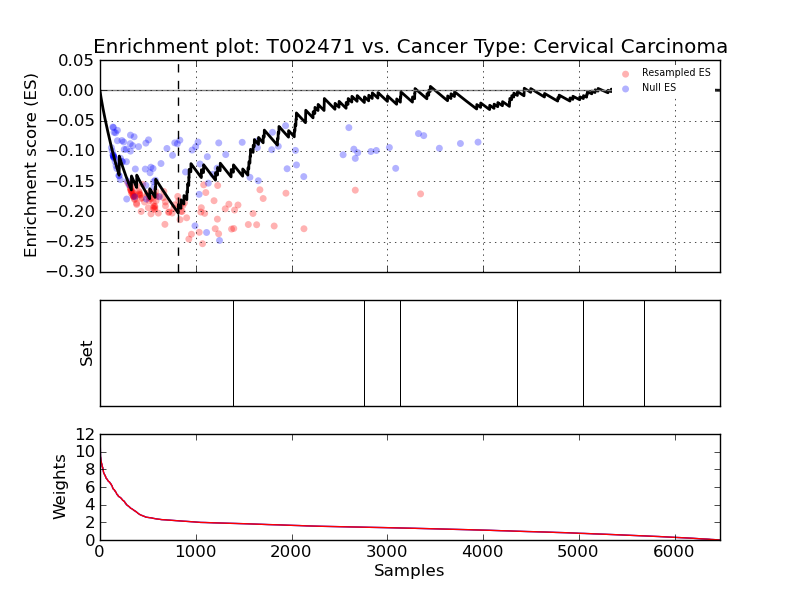 Enrichment plot: T002471 vs. Cancer Type: Cervical Carcinoma
Enrichment score (ES)
0.05
0.00
−0.05
−0.10
−0.15
−0.20
−0.25
−0.30
Resampled ES
Null ES
Set
Weights
12
10
8
6
4
2
0
0 1000 2000 3000 4000 5000 6000
Samples